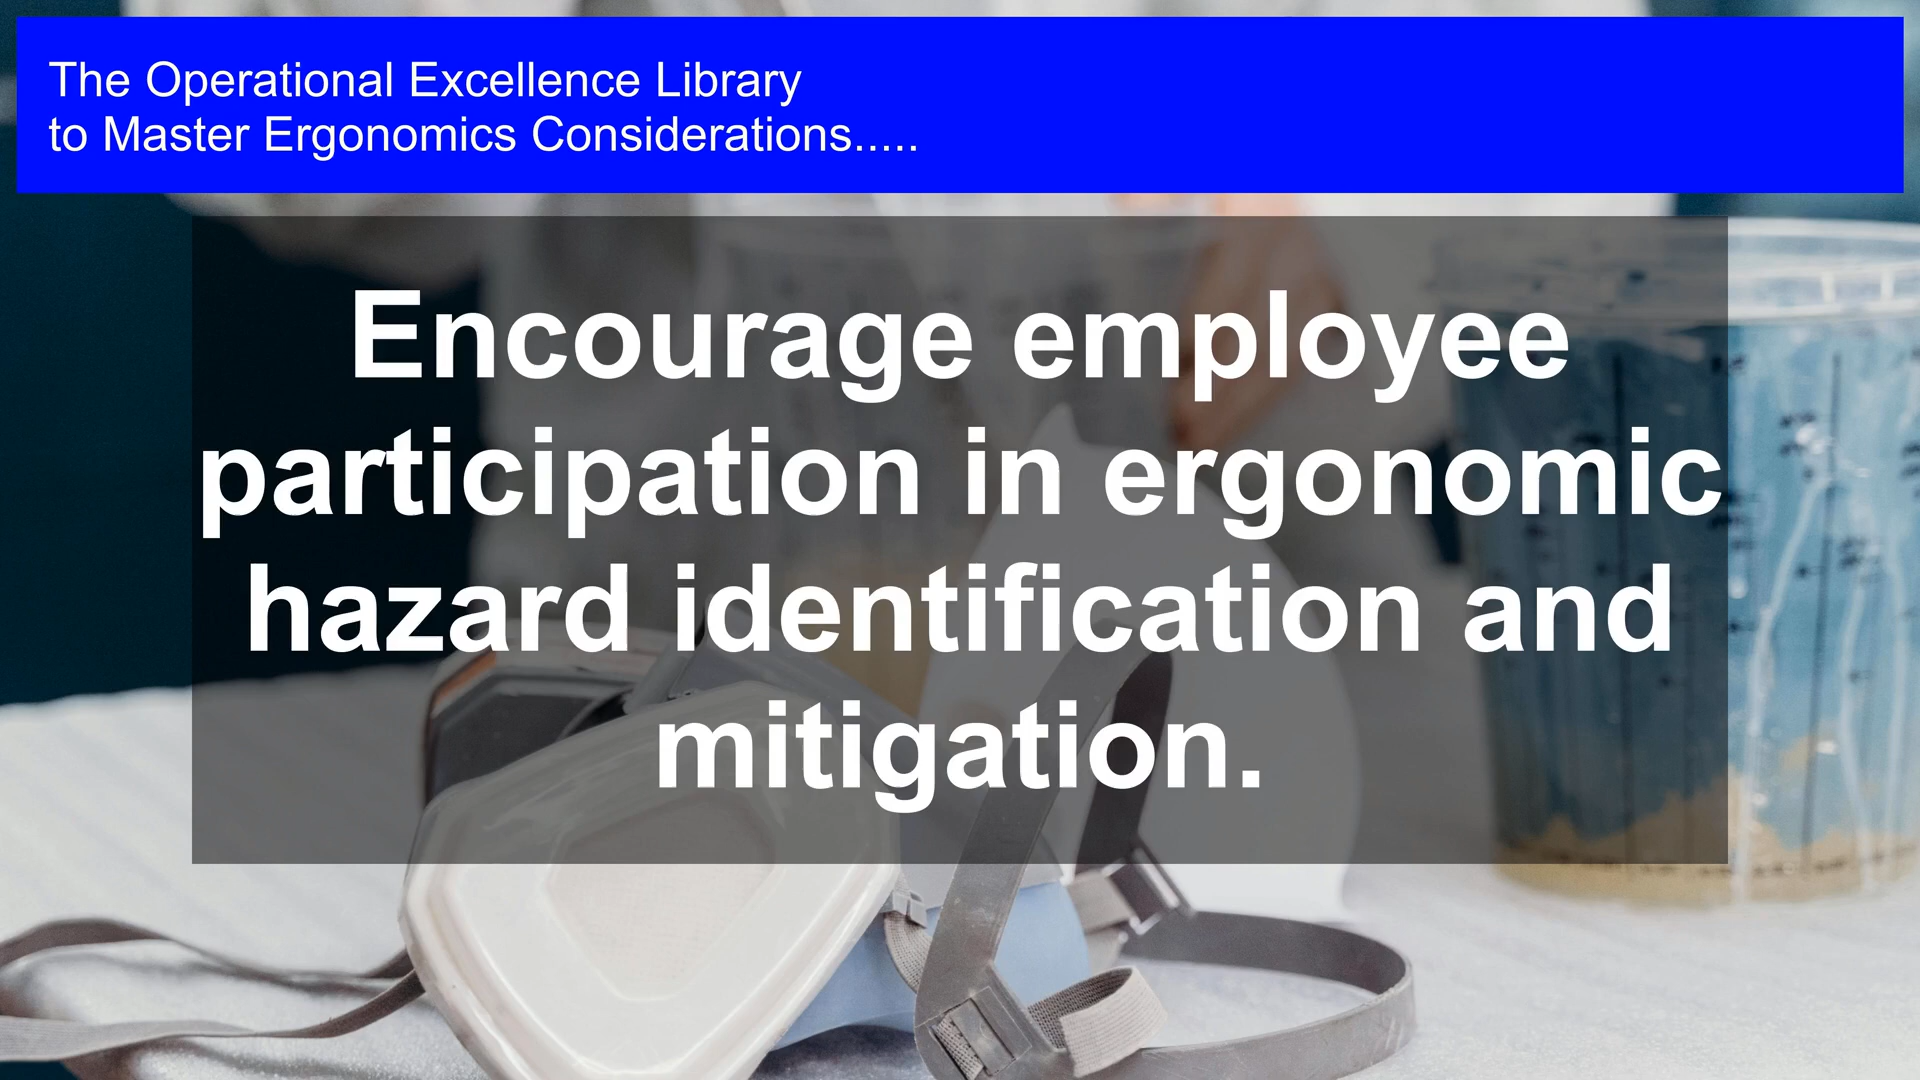 The Operational Excellence Library
to Master Ergonomics Considerations.....
Encourage employee
participation in ergonomic
hazard identification and
mitigation.